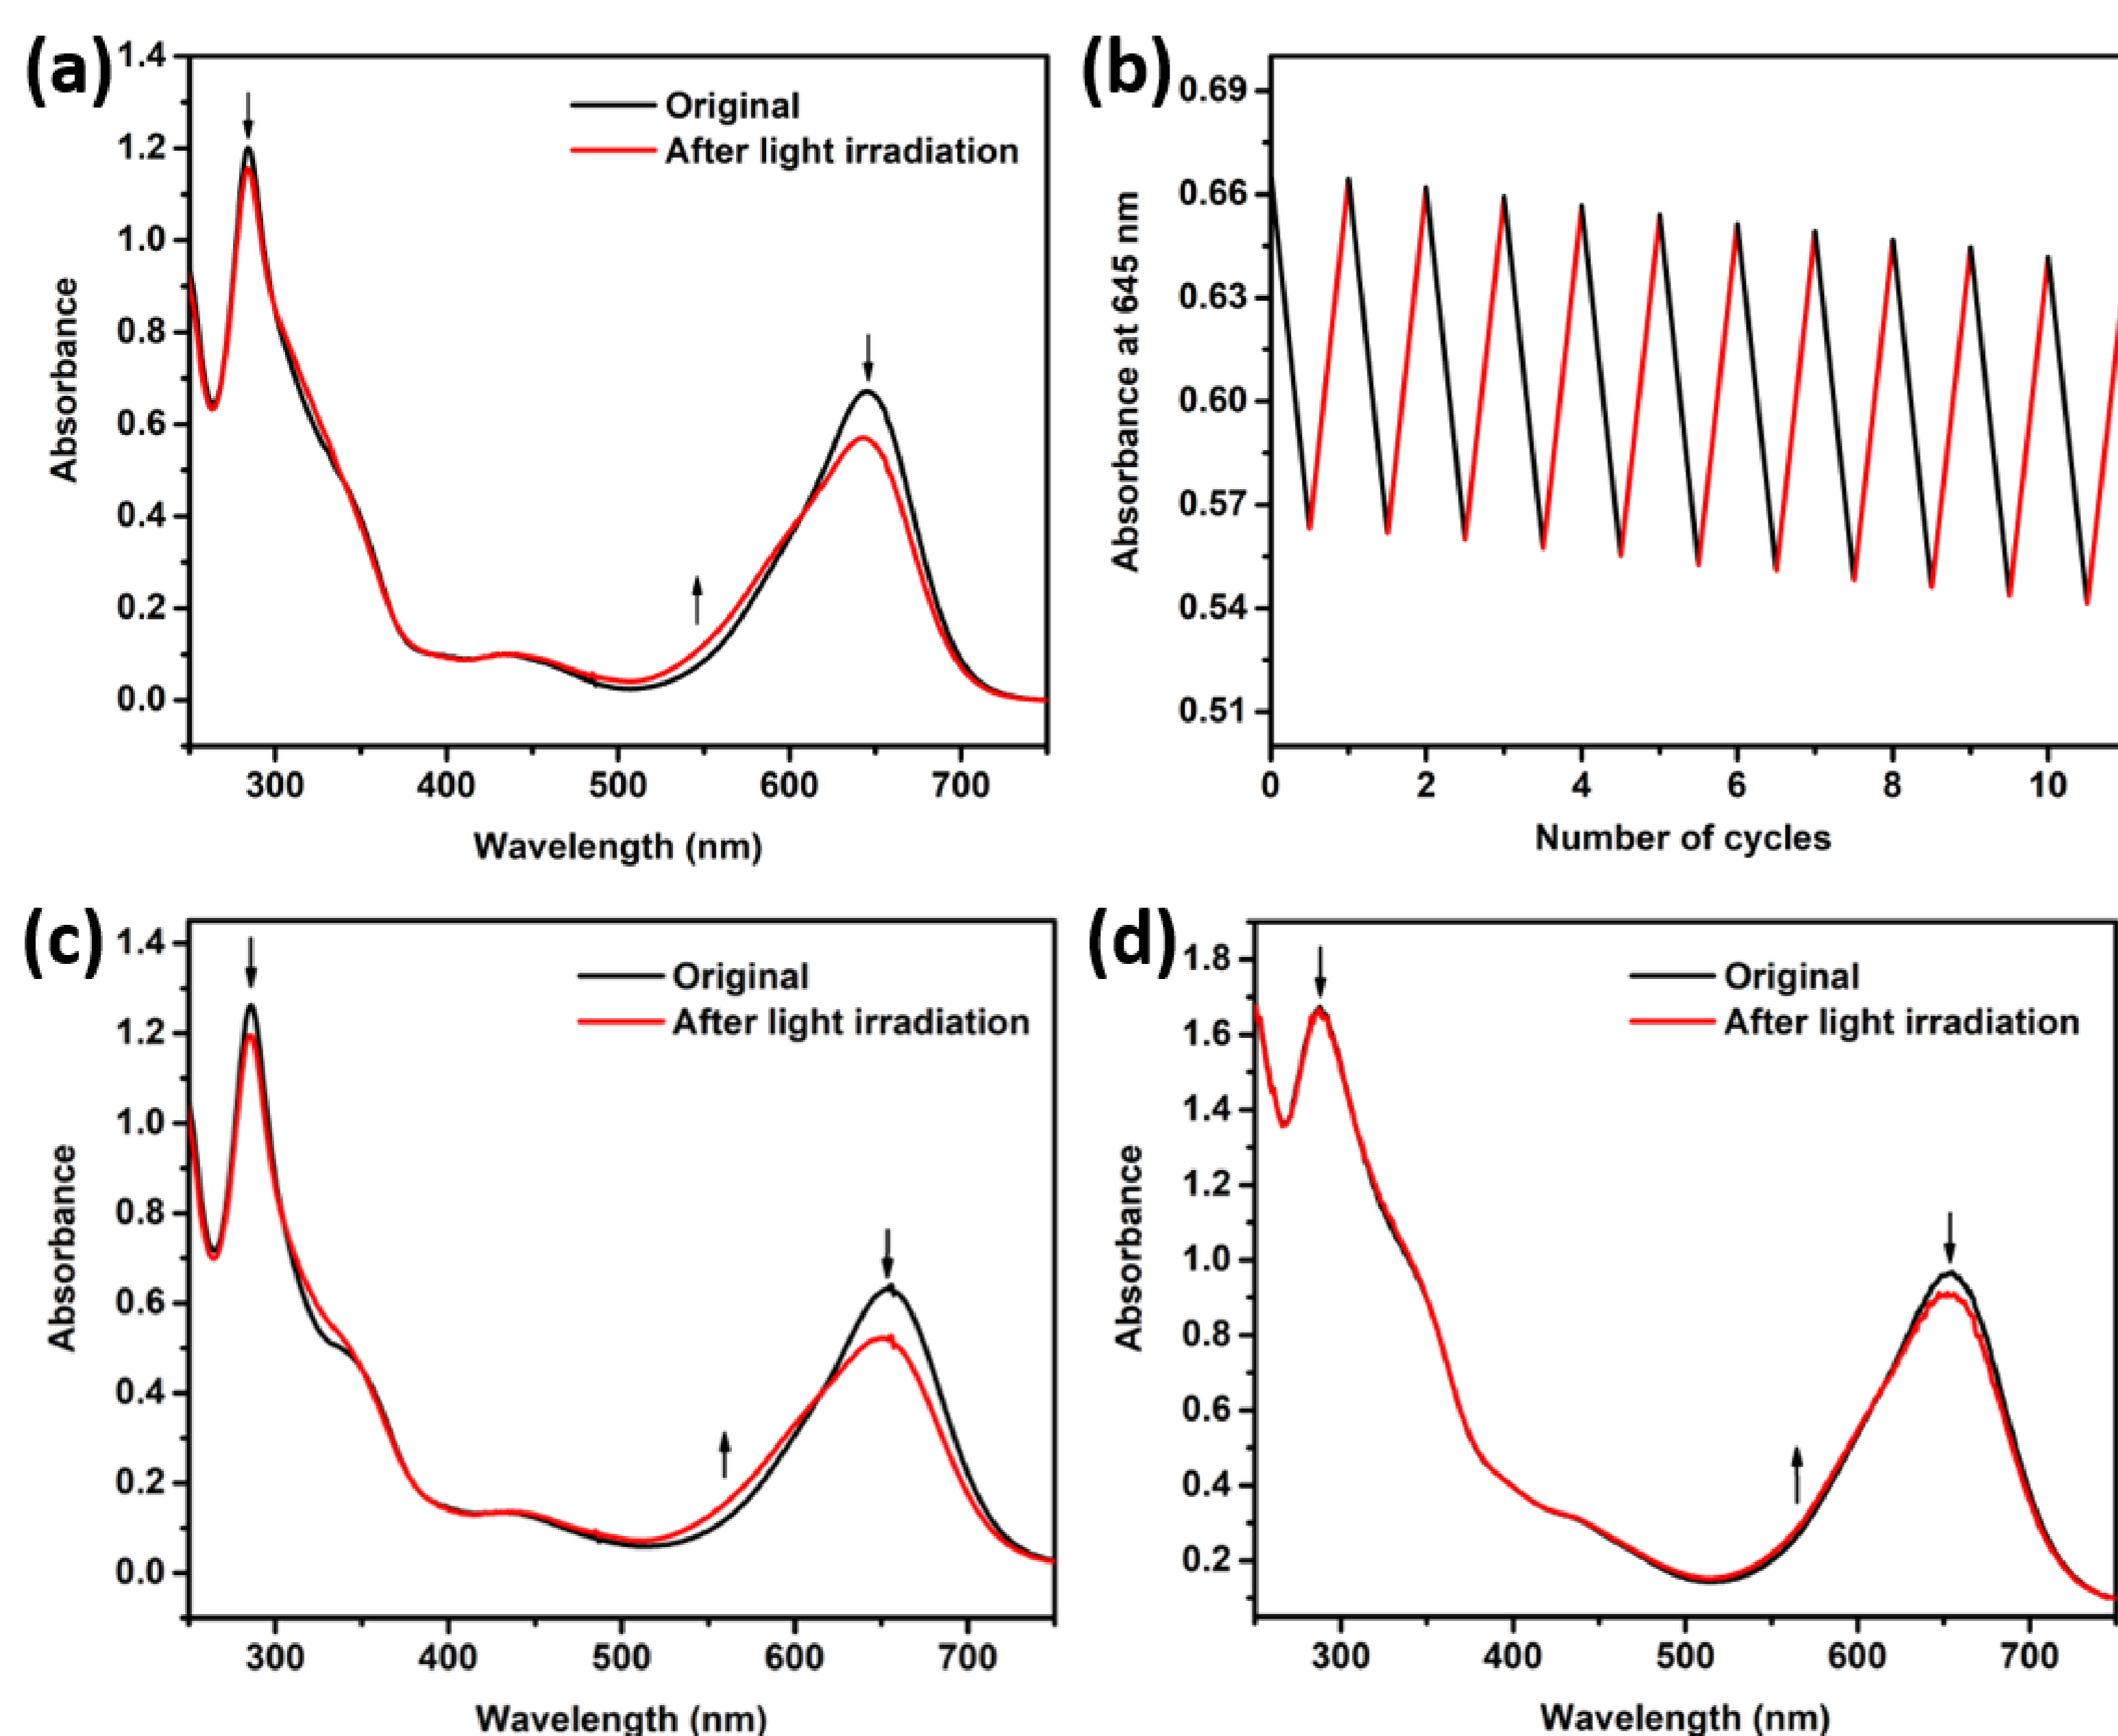 (a)
1.4
1.2
1.0
0.8
0.6
0.4
0.2
0.0
Absorbance
Original
After light irradiation
300 400 500 600 700
Wavelength (nm)
(b)
0.69
0.66
0.63
0.60
0.57
0.54
0.51
Absorbance at 645 nm
0 2 4 6 8 10
Number of cycles
(c)
1.4
1.2
1.0
0.8
0.6
0.4
0.2
0.0
Absorbance
Original
After light irradiation
300 400 500 600 700
Wavelength (nm)
(d)
1.8
1.6
1.4
1.2
1.0
0.8
0.6
0.4
0.2
Absorbance
Original
After light irradiation
300 400 500 600 700
Wavelength (nm)